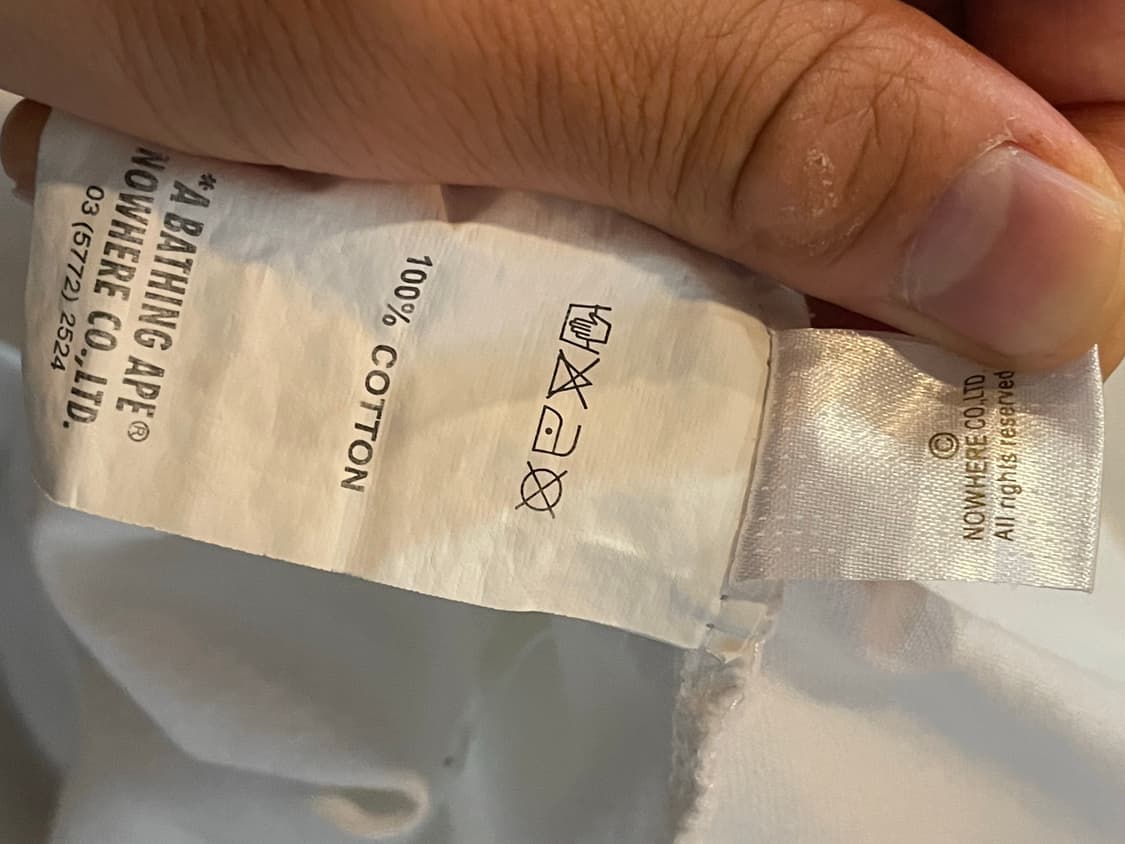 100% COTTON
*A BATHING APE®
NOWHERE CO.,LTD.
03 (5772) 2524
©
NOWHERE CO.,LTD.
All rights reserved